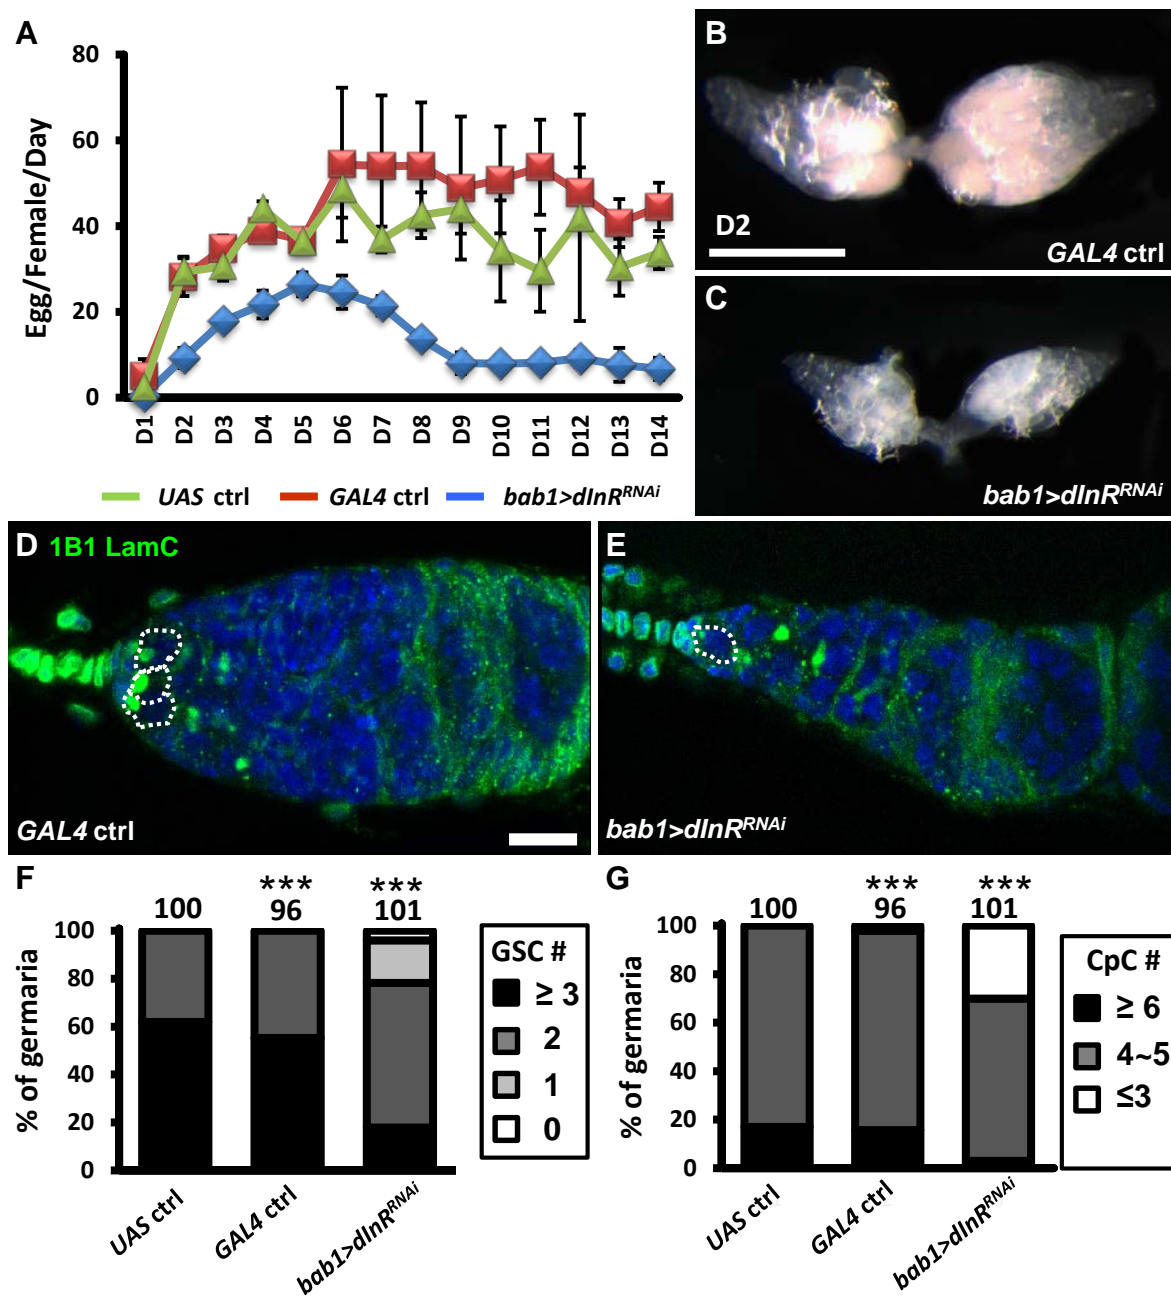 A
80
60
40
20
0
Egg/Female/Day
D1 D2 D3 D4 D5 D6 D7 D8 D9 D10 D11 D12 D13 D14
UAS ctrl GAL4 ctrl bab1>dInR^RNAi
B
D2
GAL4 ctrl
C
bab1>dInR^RNAi
D 1B1 LamC
GAL4 ctrl
E
bab1>dInR^RNAi
F
*** ***
100 96 101
100
80
60
40
20
0
% of germaria
UAS ctrl
GAL4 ctrl
bab1>dInR^RNAi
GSC #
≥ 3
2
1
0
G
*** ***
100 96 101
100
80
60
40
20
0
% of germaria
UAS ctrl
GAL4 ctrl
bab1>dInR^RNAi
CpC #
≥ 6
4~5
≤3